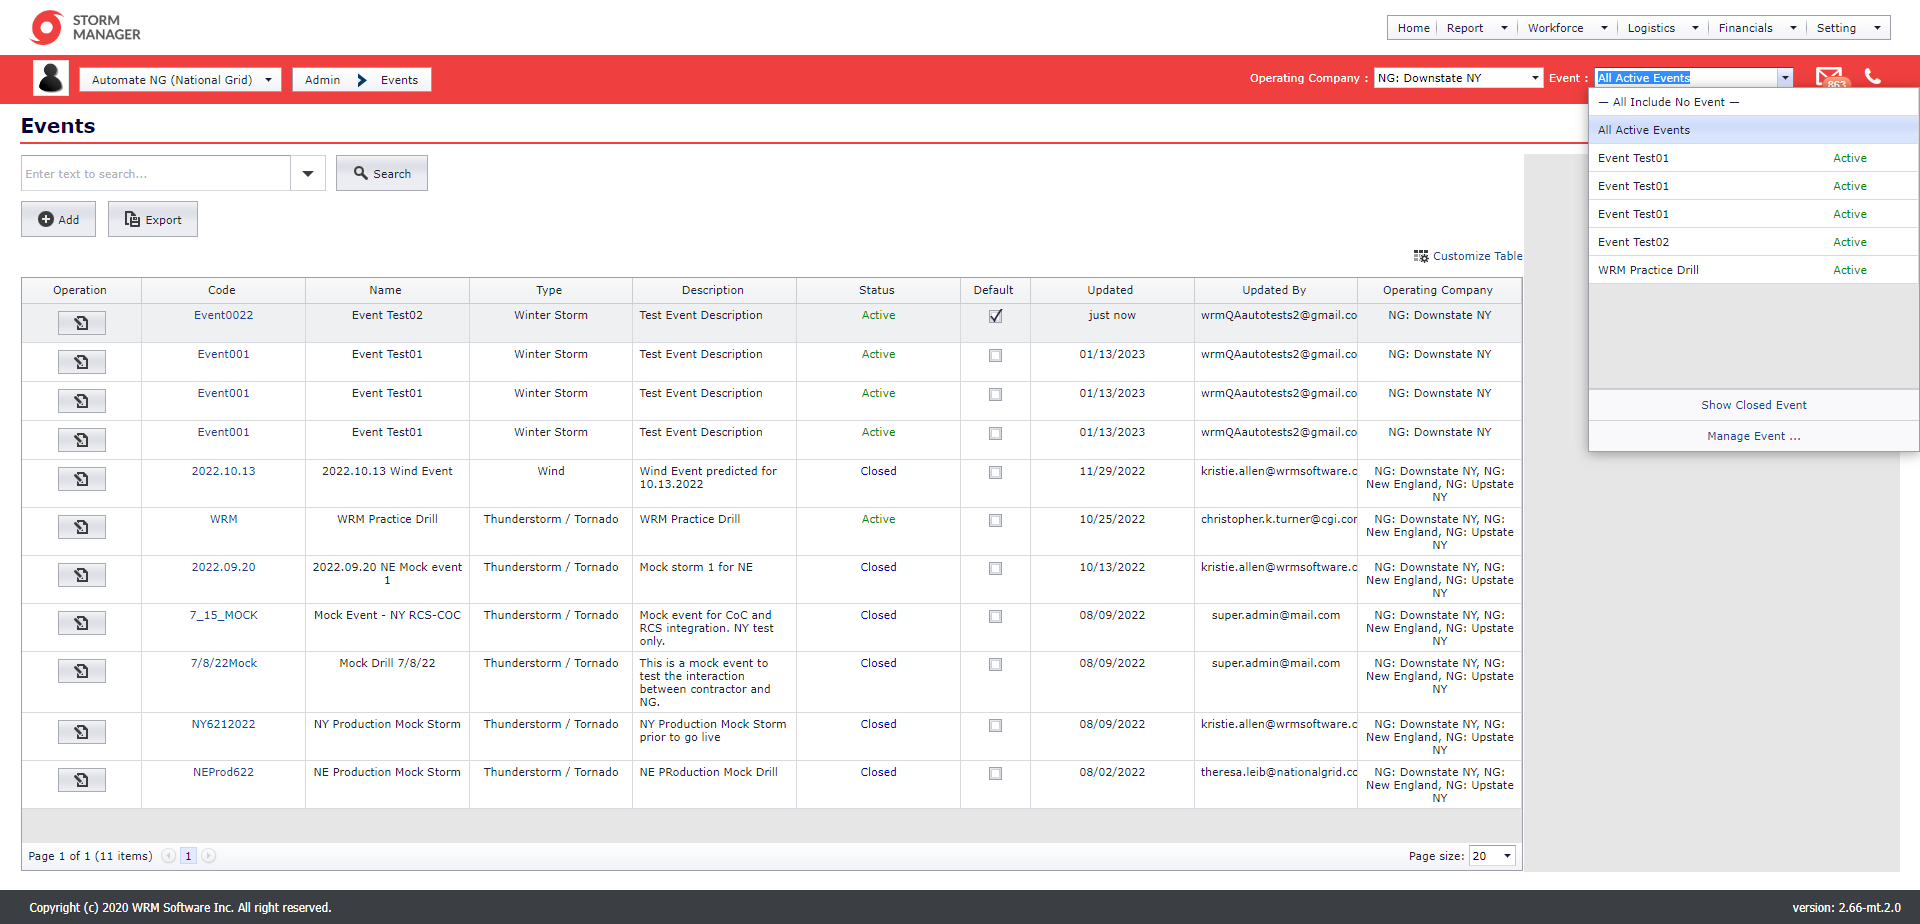 STORM
MANAGER
Home Report Workforce Logistics Financials Setting
Automate NG (National Grid) Admin Events Operating Company : NG: Downstate NY Event : All Active Events 863
— All Include No Event —
All Active Events
Event Test01 Active
Event Test01 Active
Event Test01 Active
Event Test02 Active
WRM Practice Drill Active
Show Closed Event
Manage Event ...
Events
Enter text to search... Search
Add Export
Customize Table
Operation Code Name Type Description Status Default Updated Updated By Operating Company
Event0022 Event Test02 Winter Storm Test Event Description Active just now wrmQAautotests2@gmail.co NG: Downstate NY
Event001 Event Test01 Winter Storm Test Event Description Active 01/13/2023 wrmQAautotests2@gmail.co NG: Downstate NY
Event001 Event Test01 Winter Storm Test Event Description Active 01/13/2023 wrmQAautotests2@gmail.co NG: Downstate NY
Event001 Event Test01 Winter Storm Test Event Description Active 01/13/2023 wrmQAautotests2@gmail.co NG: Downstate NY
2022.10.13 2022.10.13 Wind Event Wind Wind Event predicted for Closed 11/29/2022 kristie.allen@wrmsoftware.c NG: Downstate NY, NG:
10.13.2022 New England, NG: Upstate
NY
WRM WRM Practice Drill Thunderstorm / Tornado WRM Practice Drill Active 10/25/2022 christopher.k.turner@cgi.cor NG: Downstate NY, NG:
New England, NG: Upstate
NY
2022.09.20 2022.09.20 NE Mock event Thunderstorm / Tornado Mock storm 1 for NE Closed 10/13/2022 kristie.allen@wrmsoftware.c NG: Downstate NY, NG:
1 New England, NG: Upstate
NY
7_15_MOCK Mock Event - NY RCS-COC Thunderstorm / Tornado Mock event for CoC and Closed 08/09/2022 super.admin@mail.com NG: Downstate NY, NG:
RCS integration. NY test New England, NG: Upstate
only. NY
7/8/22Mock Mock Drill 7/8/22 Thunderstorm / Tornado This is a mock event to Closed 08/09/2022 super.admin@mail.com NG: Downstate NY, NG:
test the interaction New England, NG: Upstate
between contractor and NY
NG.
NY6212022 NY Production Mock Storm Thunderstorm / Tornado NY Production Mock Storm Closed 08/09/2022 kristie.allen@wrmsoftware.c NG: Downstate NY, NG:
prior to go live New England, NG: Upstate
NY
NEProd622 NE Production Mock Storm Thunderstorm / Tornado NE PRoduction Mock Drill Closed 08/02/2022 theresa.leib@nationalgrid.cc NG: Downstate NY, NG:
New England, NG: Upstate
NY
Page 1 of 1 (11 items) 1 Page size: 20
Copyright (c) 2020 WRM Software Inc. All right reserved. version: 2.66-mt.2.0